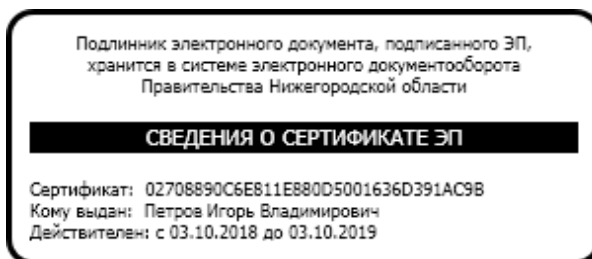 Подлинник электронного документа, подписанного ЭП,
хранится в системе электронного документооборота
Правительства Нижегородской области
СВЕДЕНИЯ О СЕРТИФИКАТЕ ЭП
Сертификат: 02708890C6E811E880D5001636D391AC9B
Кому выдан: Петров Игорь Владимирович
Действителен: с 03.10.2018 до 03.10.2019